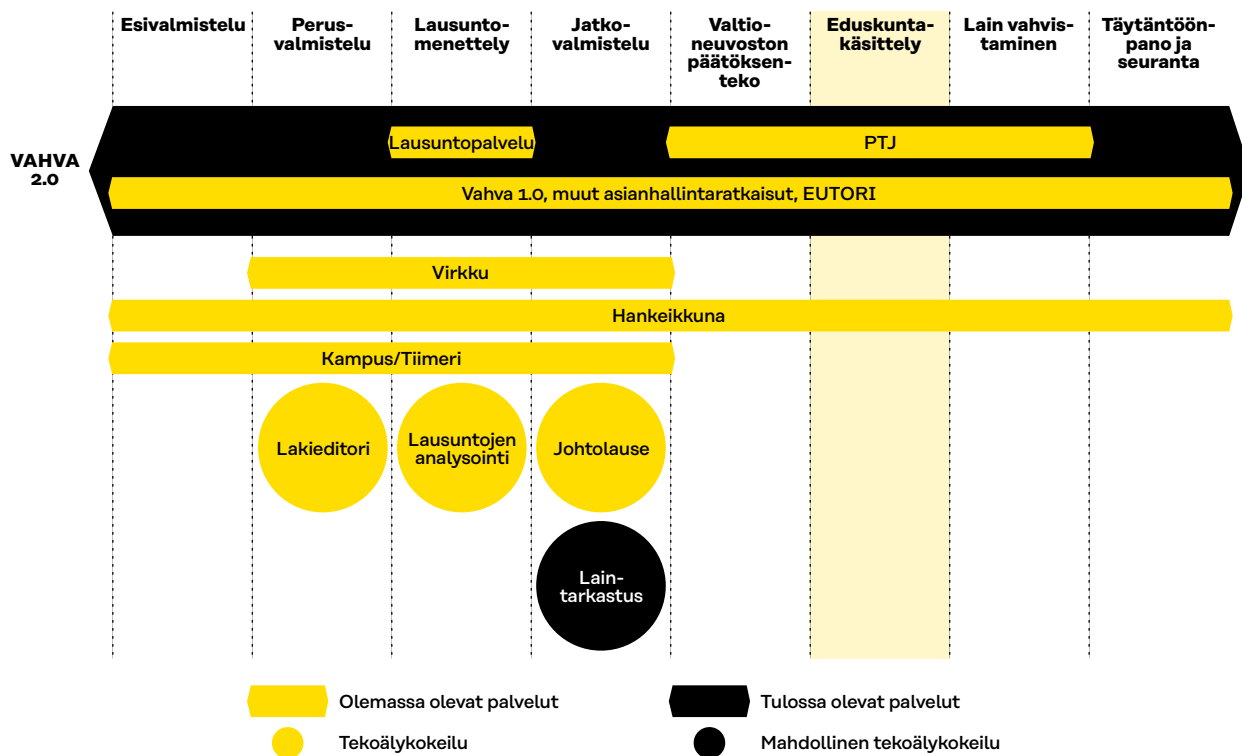 Esivalmistelu
Perus-
valmistelu
Lausunto-
menettely
Jatko-
valmistelu
Valtio-
neuvoston
päätöksen-
teko
Eduskunta-
käsittely
Lain vahvis-
taminen
Täytäntöön-
pano ja
seuranta
VAHVA
2.0
Lausuntopalvelu
PTJ
Vahva 1.0, muut asianhallintaratkaisut, EUTORI
Virkku
Hankeikkuna
Kampus/Tiimeri
Lakieditori
Lausuntojen
analysointi
Johtolause
Lain-
tarkastus
Olemassa olevat palvelut
Tulossa olevat palvelut
Tekoälykokeilu
Mahdollinen tekoälykokeilu